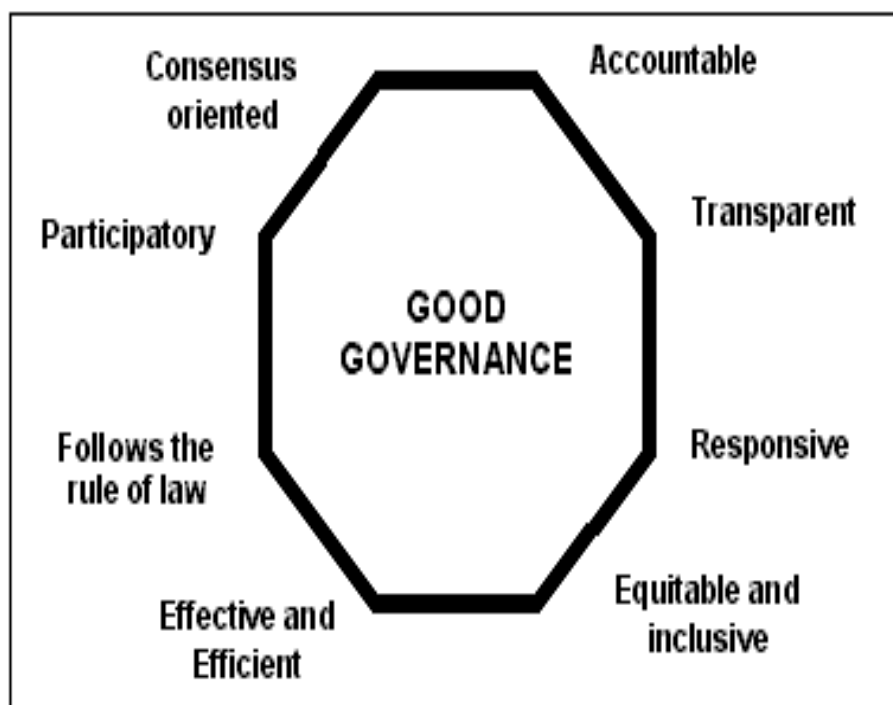 Consensus
oriented
Accountable
Participatory
Transparent
GOOD
GOVERNANCE
Follows the
rule of law
Responsive
Effective and
Efficient
Equitable and
inclusive